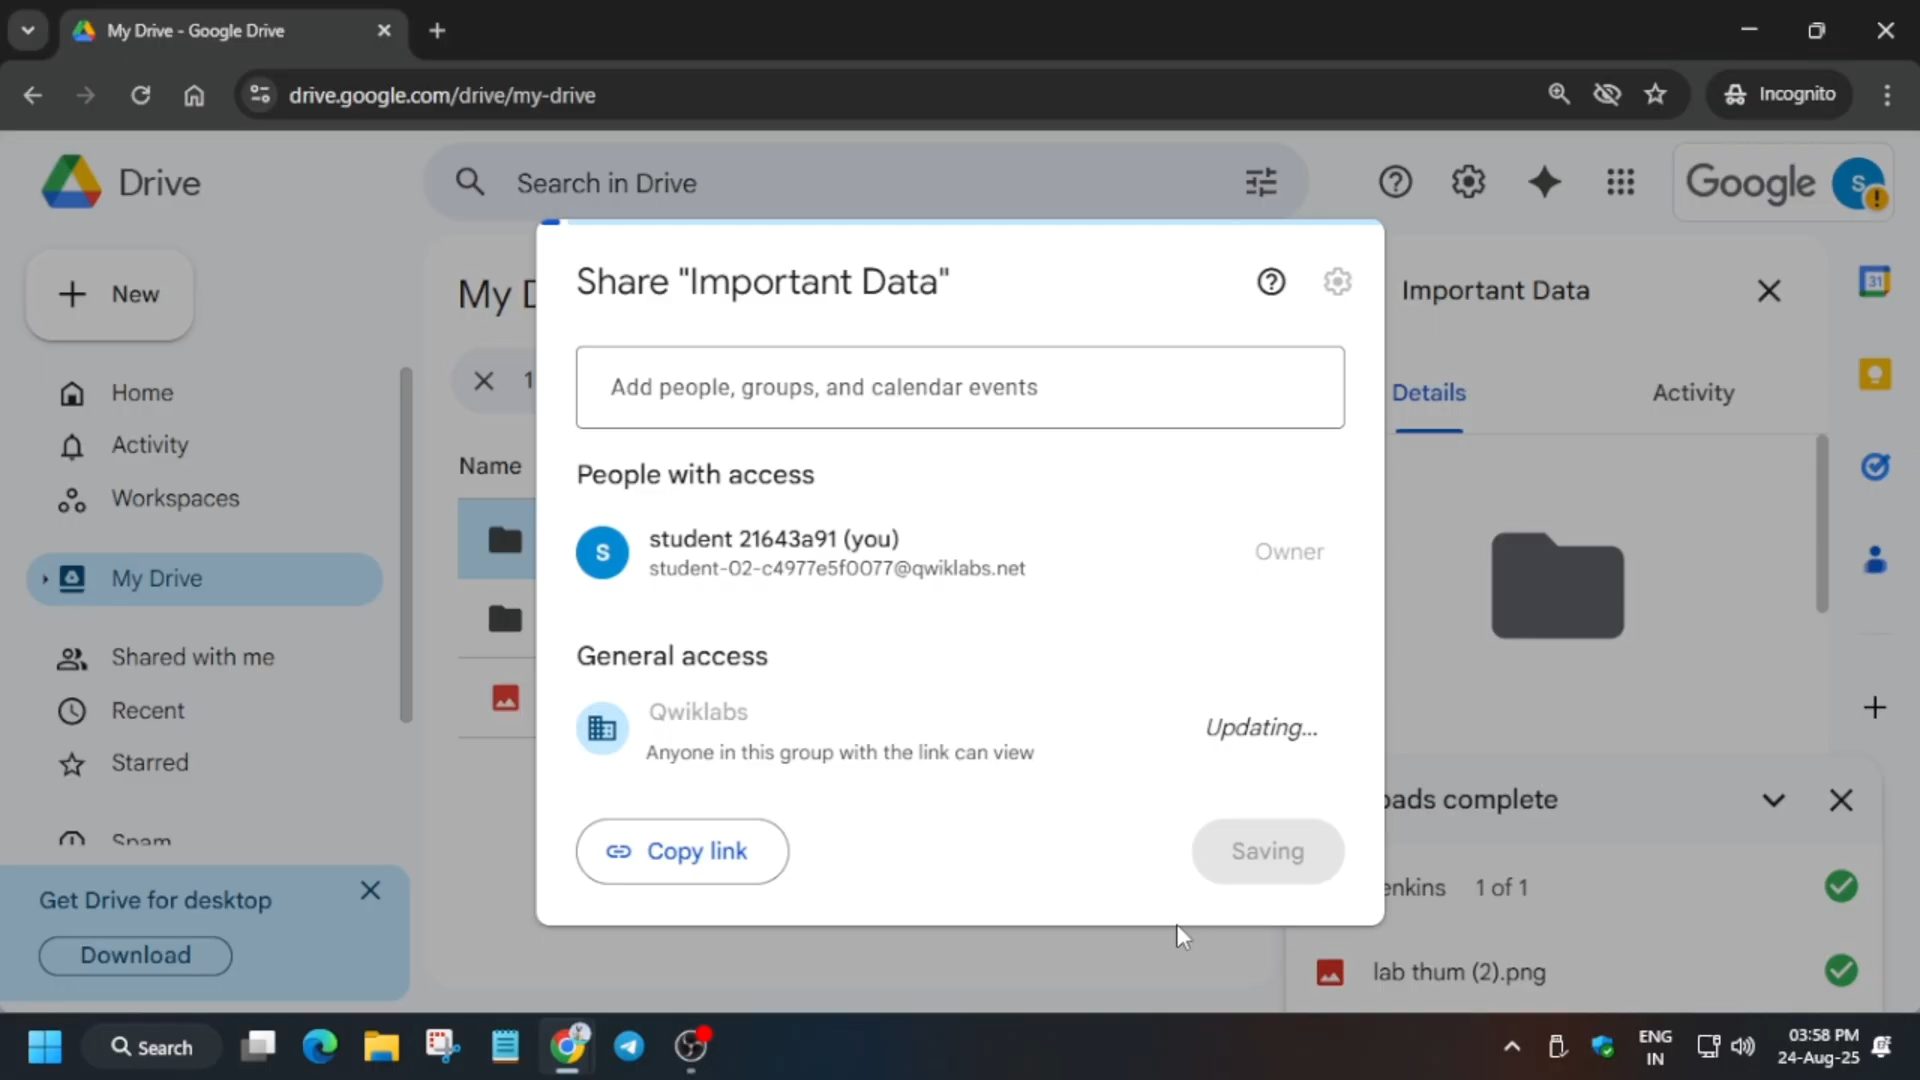 My Drive - Google Drive
drive.google.com/drive/my-drive
Incognito
Drive
Search in Drive
Google
S
New
My D
Share "Important Data"
Important Data
31
Add people, groups, and calendar events
1
Home
Details
Activity
Activity
Name
People with access
Workspaces
S
student 21643a91 (you)
student-02-c4977e5f0077@qwiklabs.net
Owner
My Drive
General access
Shared with me
Qwiklabs
Anyone in this group with the link can view
Updating...
Recent
Starred
oads complete
Spam
Copy link
Saving
enkins 1 of 1
Get Drive for desktop
Download
lab thum (2).png
Search
ENG
IN
03:58 PM
24-Aug-25